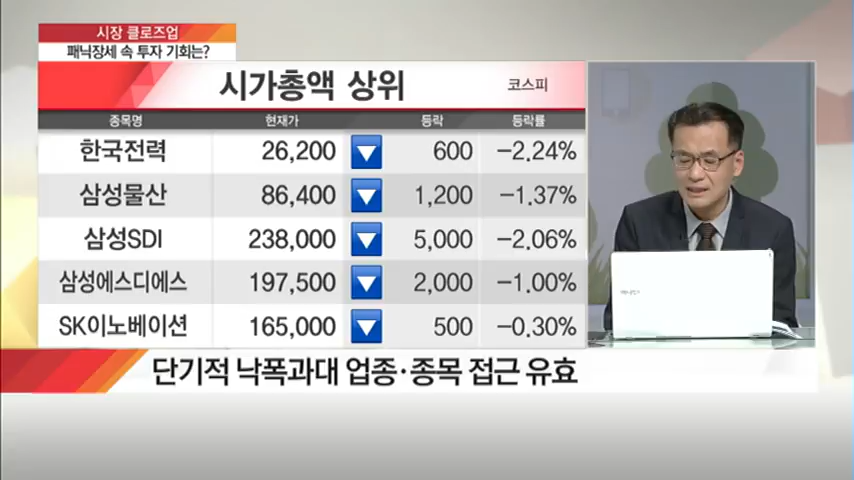 시장 클로즈업
패닉장세 속 투자 기회는?
시가총액 상위 코스피
종목명 현재가 등락 등락률
한국전력 26,200 ▼ 600 -2.24%
삼성물산 86,400 ▼ 1,200 -1.37%
삼성SDI 238,000 ▼ 5,000 -2.06%
삼성에스디에스 197,500 ▼ 2,000 -1.00%
SK이노베이션 165,000 ▼ 500 -0.30%
단기적 낙폭과대 업종·종목 접근 유효